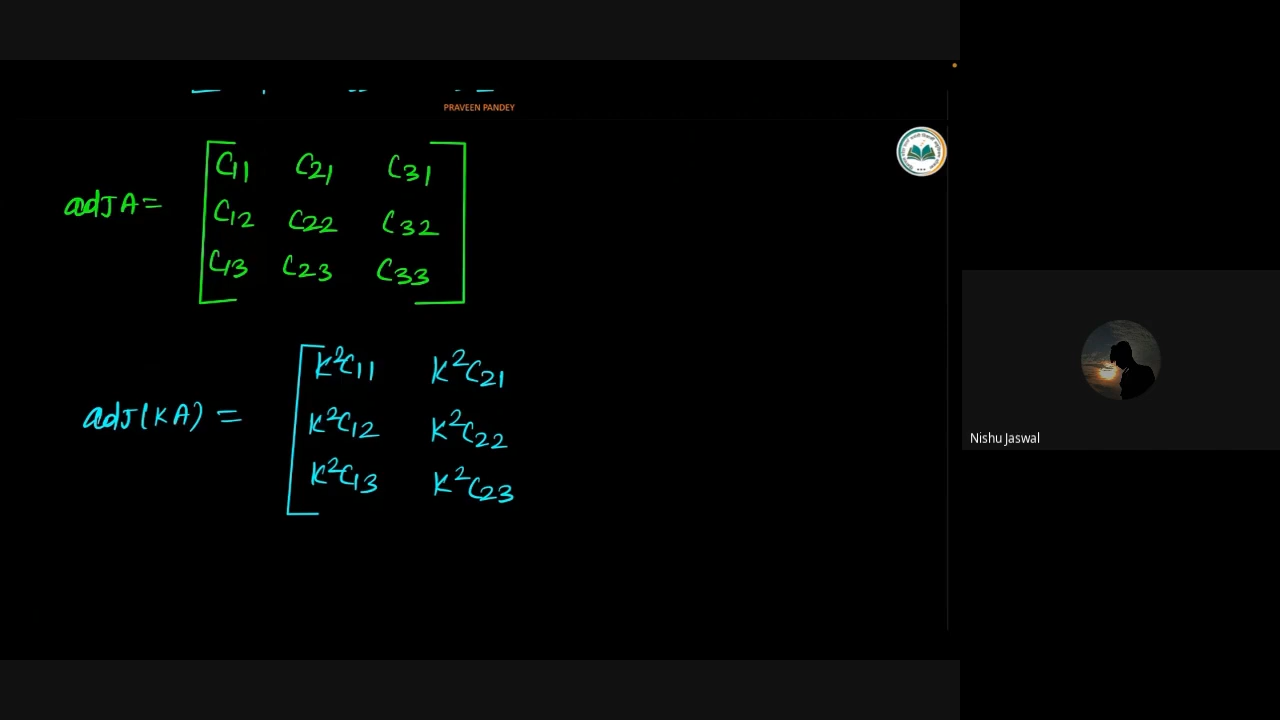 PRAVEEN PANDEY
adj A = [ C11 C21 C31
C12 C22 C32
C13 C23 C33 ]
adj(KA) = [ K²C11 K²C21
K²C12 K²C22
K²C13 K²C23
Nishu Jaswal